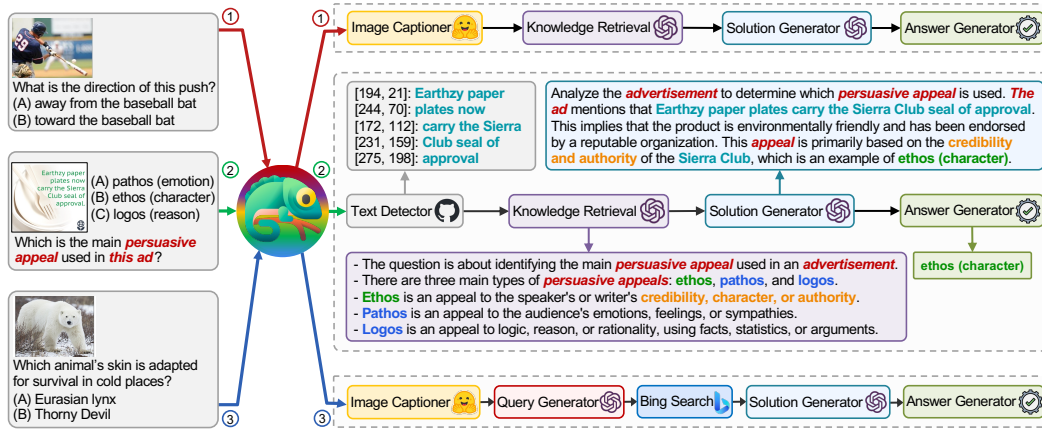 29
What is the direction of this push?
(A) away from the baseball bat
(B) toward the baseball bat
①
①
Image Captioner
Knowledge Retrieval
Solution Generator
Answer Generator
Earthzy paper
plates now
carry the Sierra
Club seal of
approval.
(A) pathos (emotion)
(B) ethos (character)
(C) logos (reason)
Which is the main persuasive
appeal used in this ad?
②
②
[194, 21]: Earthzy paper
[244, 70]: plates now
[172, 112]: carry the Sierra
[231, 159]: Club seal of
[275, 198]: approval
Analyze the advertisement to determine which persuasive appeal is used. The
ad mentions that Earthzy paper plates carry the Sierra Club seal of approval.
This implies that the product is environmentally friendly and has been endorsed
by a reputable organization. This appeal is primarily based on the credibility
and authority of the Sierra Club, which is an example of ethos (character).
Text Detector
Knowledge Retrieval
Solution Generator
Answer Generator
ethos (character)
- The question is about identifying the main persuasive appeal used in an advertisement.
- There are three main types of persuasive appeals: ethos, pathos, and logos.
- Ethos is an appeal to the speaker's or writer's credibility, character, or authority.
- Pathos is an appeal to the audience's emotions, feelings, or sympathies.
- Logos is an appeal to logic, reason, or rationality, using facts, statistics, or arguments.
Which animal's skin is adapted
for survival in cold places?
(A) Eurasian lynx
(B) Thorny Devil
③
③
Image Captioner
Query Generator
Bing Search
Solution Generator
Answer Generator